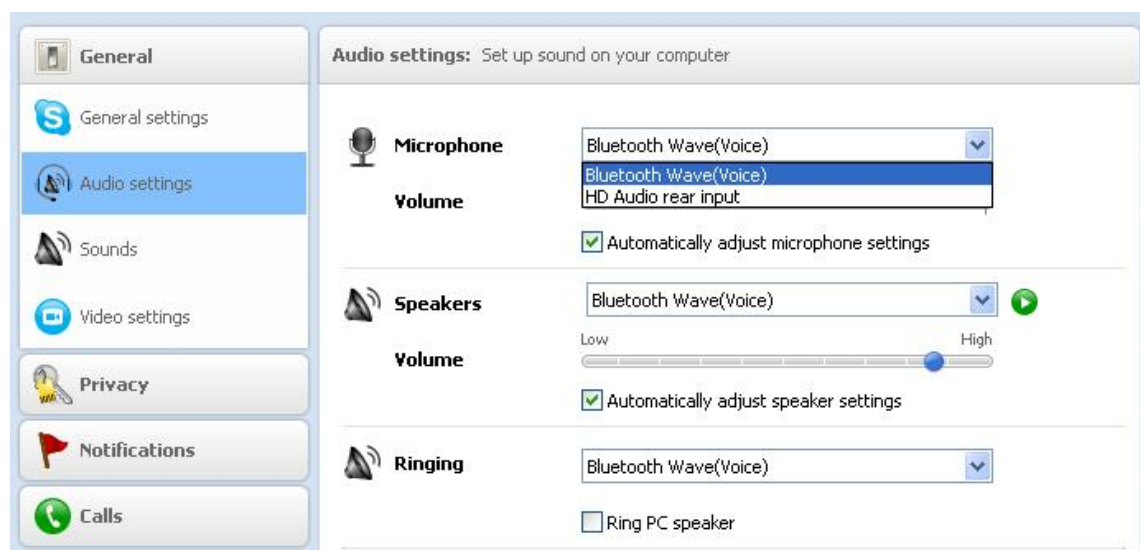 General
General settings
Audio settings
Sounds
Video settings
Privacy
Notifications
Calls
Audio settings: Set up sound on your computer
Microphone
Bluetooth Wave(Voice)
Bluetooth Wave(Voice)
HD Audio rear input
Volume
Automatically adjust microphone settings
Speakers
Bluetooth Wave(Voice)
Low High
Volume
Automatically adjust speaker settings
Ringing
Bluetooth Wave(Voice)
Ring PC speaker